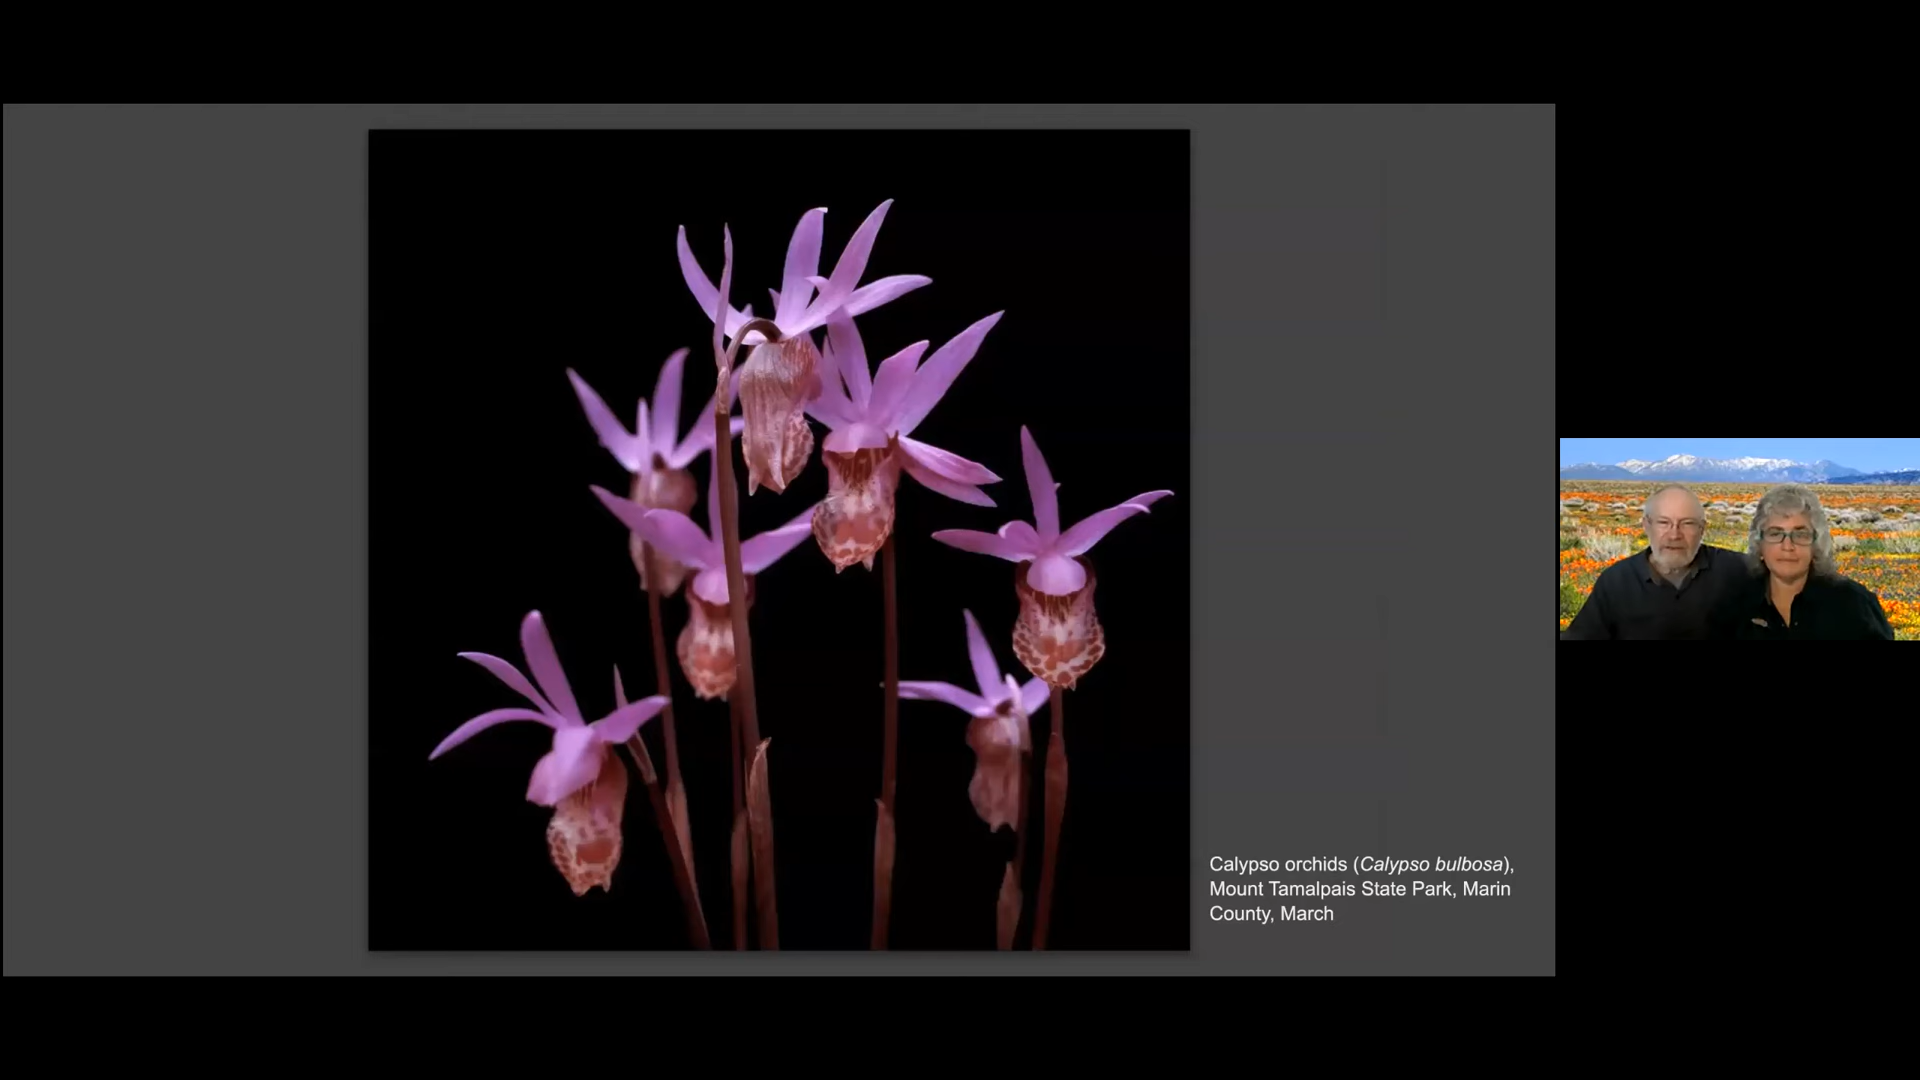 Calypso orchids (Calypso bulbosa),
Mount Tamalpais State Park, Marin
County, March